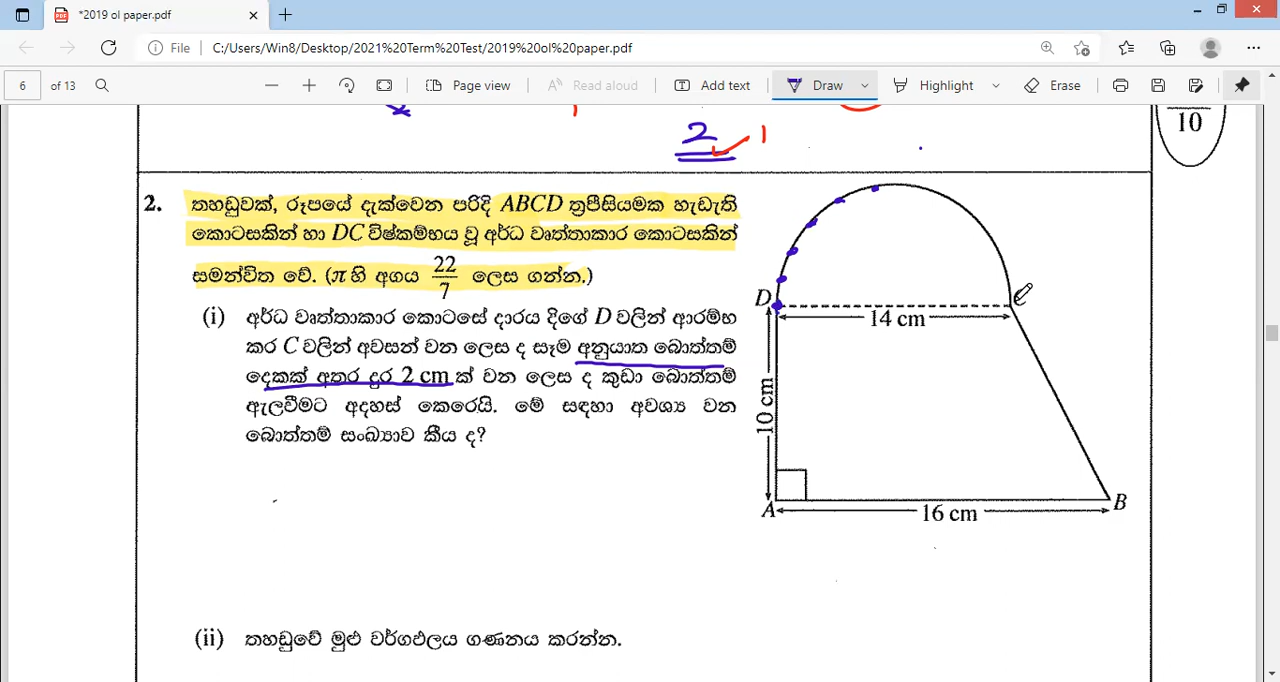 *2019 ol paper.pdf
File C:/Users/Win8/Desktop/2021%20Term%20Test/2019%20ol%20paper.pdf
6 of 13 Page view Read aloud Add text Draw Highlight Erase
10
2
1
2. තහඩුවක්, රූපයේ දැක්වෙන පරිදි ABCD ත්‍රපීසියමක හැඩැති
කොටසකින් හා DC විෂ්කම්භය වූ අර්ධ වෘත්තාකාර කොටසකින්
සමන්විත වේ. (π හි අගය 22/7 ලෙස ගන්න.)
(i) අර්ධ වෘත්තාකාර කොටසේ දාරය දිගේ D වලින් ආරම්භ
කර C වලින් අවසන් වන ලෙස ද සෑම අනුයාත බොත්තම්
දෙකක් අතර දුර 2 cm ක් වන ලෙස ද කුඩා බොත්තම්
ඇලවීමට අදහස් කෙරෙයි. මේ සඳහා අවශ්‍ය වන
බොත්තම් සංඛ්‍යාව කීය ද?
D
C
14 cm
10 cm
A
B
16 cm
(ii) තහඩුවේ මුළු වර්ගඵලය ගණනය කරන්න.